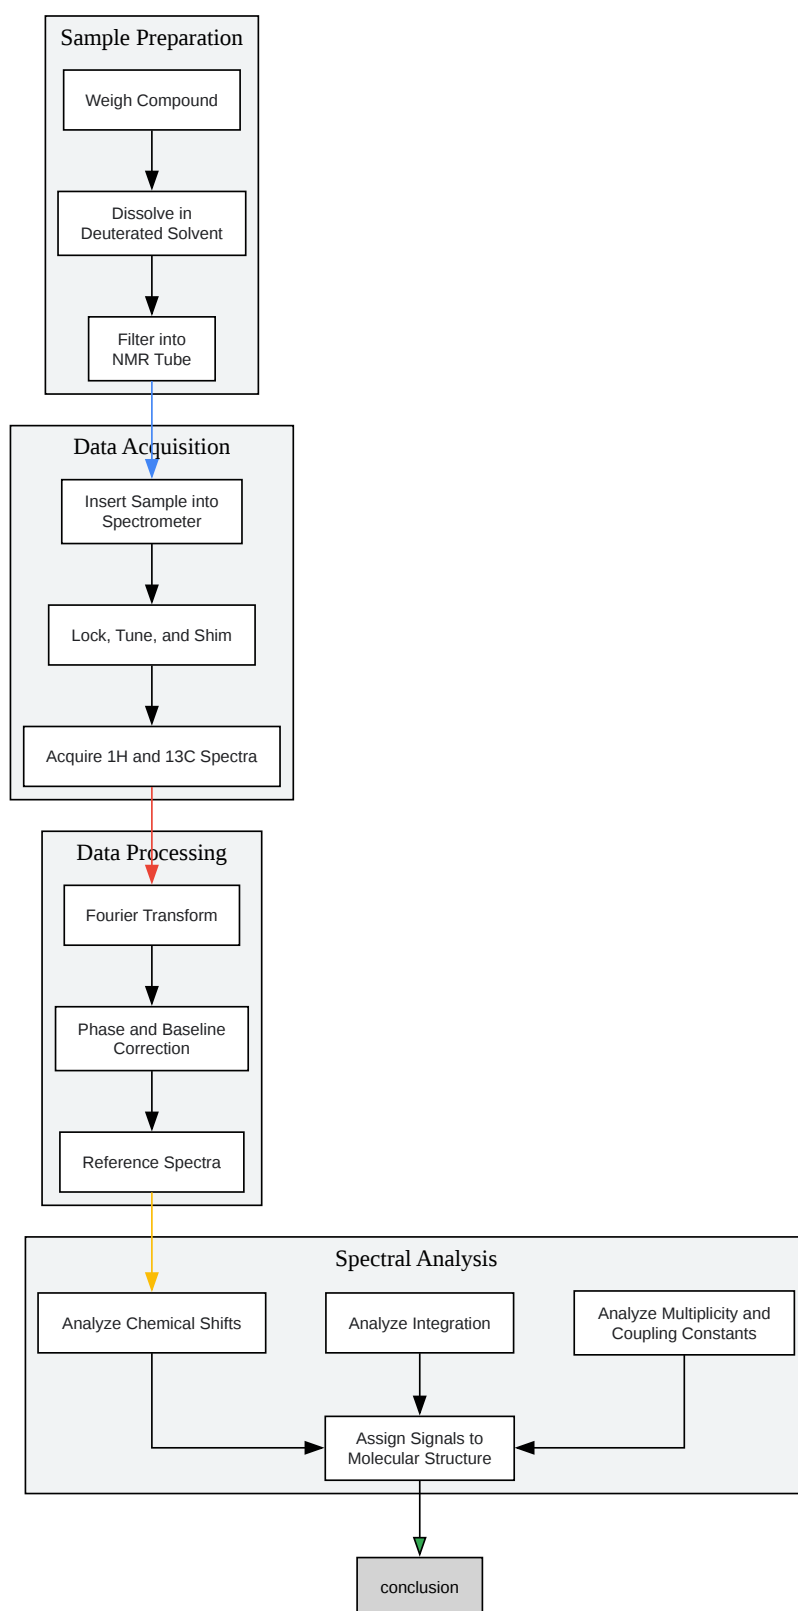 Sample Preparation
Weigh Compound
Dissolve in
Deuterated Solvent
Filter into
NMR Tube
Data Acquisition
Insert Sample into
Spectrometer
Lock, Tune, and Shim
Acquire 1H and 13C Spectra
Data Processing
Fourier Transform
Phase and Baseline
Correction
Reference Spectra
Spectral Analysis
Analyze Chemical Shifts
Analyze Integration
Analyze Multiplicity and
Coupling Constants
Assign Signals to
Molecular Structure
conclusion